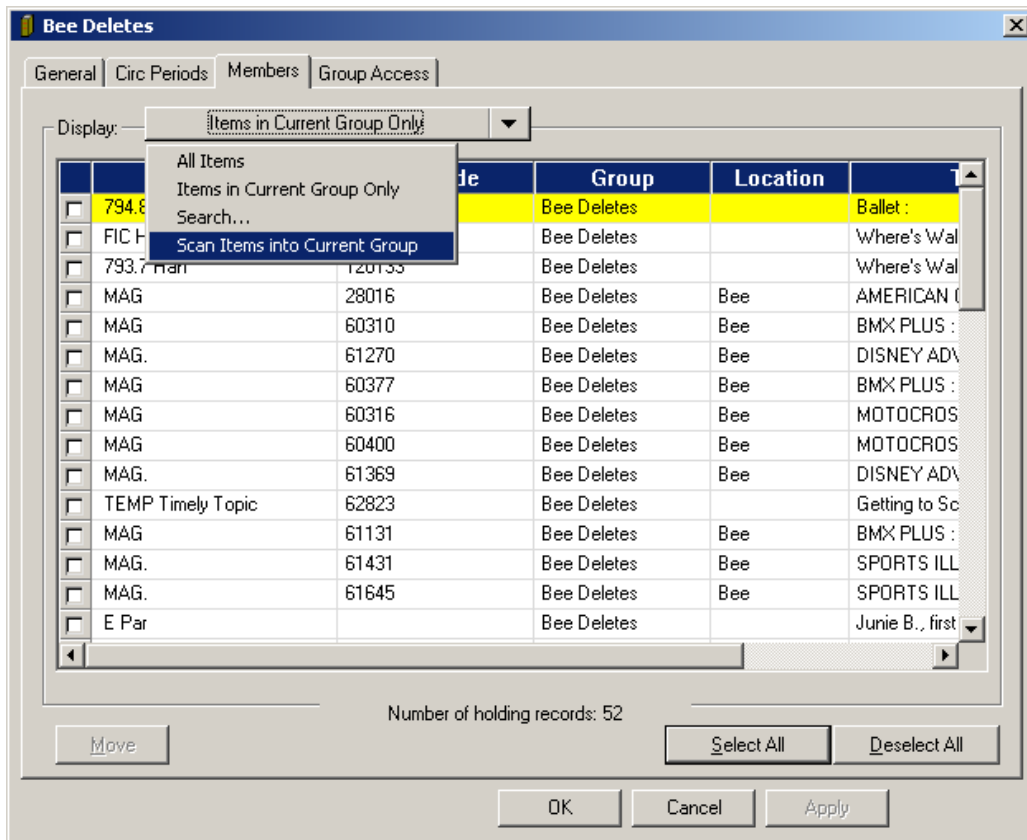 Bee Deletes
General Circ Periods Members Group Access
Display: Items in Current Group Only
All Items
Items in Current Group Only
Search...
Scan Items into Current Group
de Group Location T
794.8 Bee Deletes Ballet :
FIC H Bee Deletes Where's Wal
793.7 Han 120133 Bee Deletes Where's Wal
MAG 28016 Bee Deletes Bee AMERICAN (
MAG 60310 Bee Deletes Bee BMX PLUS :
MAG. 61270 Bee Deletes Bee DISNEY ADV
MAG 60377 Bee Deletes Bee BMX PLUS :
MAG 60316 Bee Deletes Bee MOTOCROS
MAG 60400 Bee Deletes Bee MOTOCROS
MAG. 61369 Bee Deletes Bee DISNEY ADV
TEMP Timely Topic 62823 Bee Deletes Getting to Sc
MAG 61131 Bee Deletes Bee BMX PLUS :
MAG. 61431 Bee Deletes Bee SPORTS ILL
MAG. 61645 Bee Deletes Bee SPORTS ILL
E Par Bee Deletes Junie B., first
Number of holding records: 52
Move Select All Deselect All
OK Cancel Apply